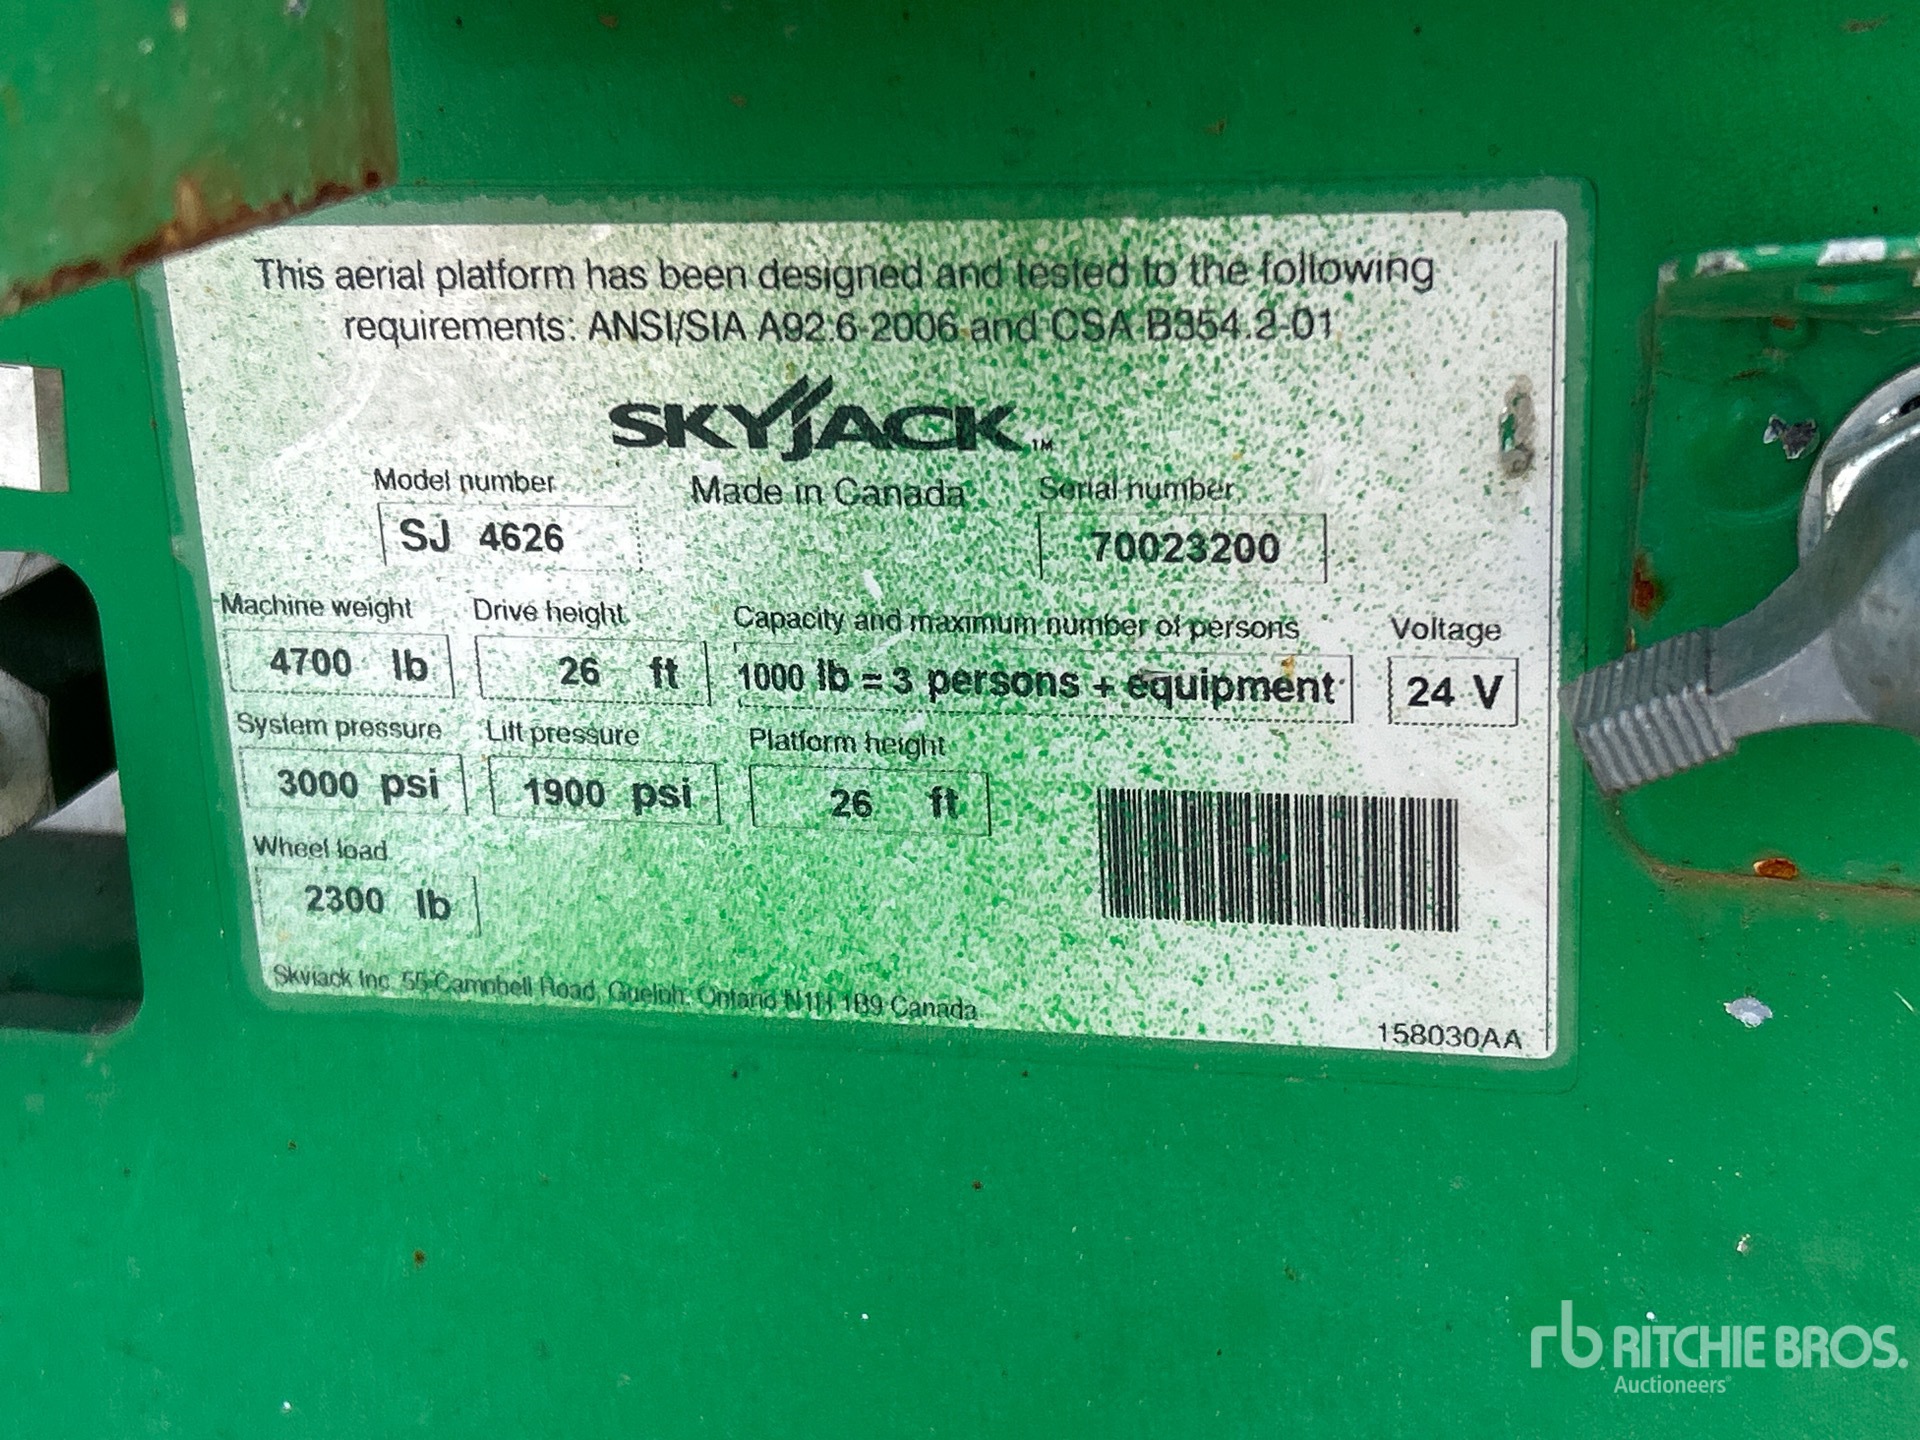 This aerial platform has been designed and tested to the following
requirements: ANSI/SIA A92.6-2006 and CSA B354.2-01
SKYJACK™
Made in Canada
Model number
SJ 4626
Serial number
70023200
Machine weight
4700 lb
Drive height
26 ft
Capacity and maximum number of persons
1000 lb = 3 persons + equipment
Voltage
24 V
System pressure
3000 psi
Lift pressure
1900 psi
Platform height
26 ft
Wheel load
2300 lb
Skyjack Inc. 55 Campbell Road, Guelph, Ontario N1H 1B9 Canada
158030AA
rb RITCHIE BROS.
Auctioneers